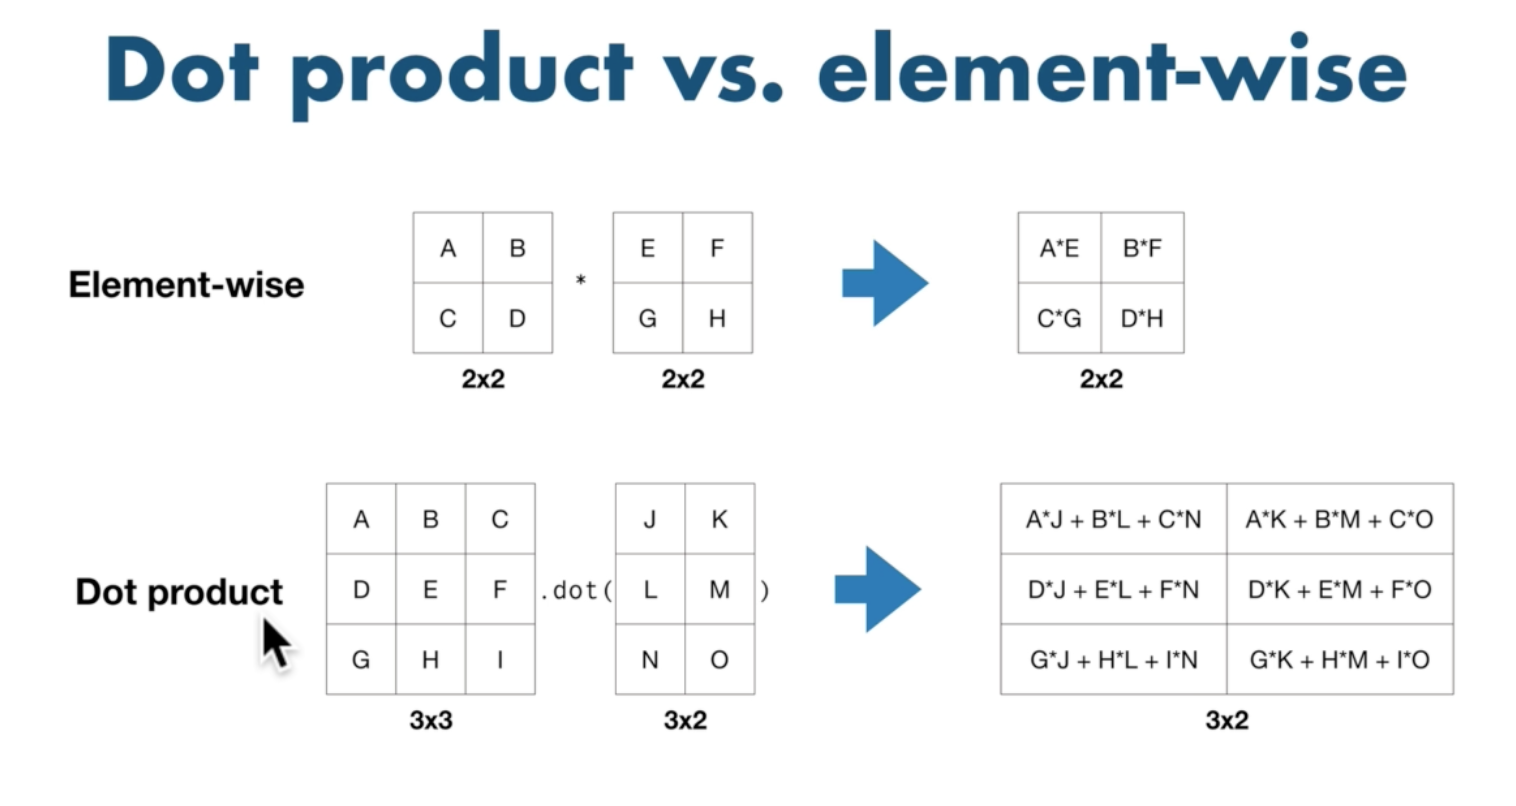 Dot product vs. element-wise
Element-wise
A B
C D
2x2
*
E F
G H
2x2
A*E B*F
C*G D*H
2x2
Dot product
A B C
D E F
G H I
3x3
.dot(
J K
L M
N O
)
3x2
A*J + B*L + C*N A*K + B*M + C*O
D*J + E*L + F*N D*K + E*M + F*O
G*J + H*L + I*N G*K + H*M + I*O
3x2